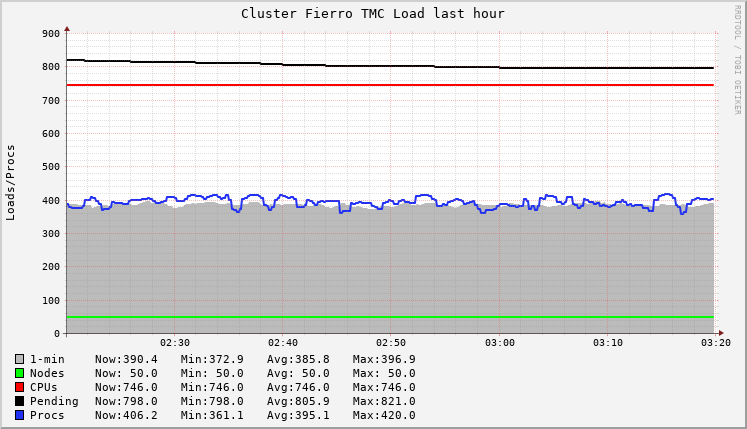 Cluster Fierro TMC Load last hour
RRDTOOL / TOBI OETIKER
Loads/Procs
900
800
700
600
500
400
300
200
100
0
02:30 02:40 02:50 03:00 03:10 03:20
1-min Now:390.4 Min:372.9 Avg:385.8 Max:396.9
Nodes Now: 50.0 Min: 50.0 Avg: 50.0 Max: 50.0
CPUs Now:746.0 Min:746.0 Avg:746.0 Max:746.0
Pending Now:798.0 Min:798.0 Avg:805.9 Max:821.0
Procs Now:406.2 Min:361.1 Avg:395.1 Max:420.0